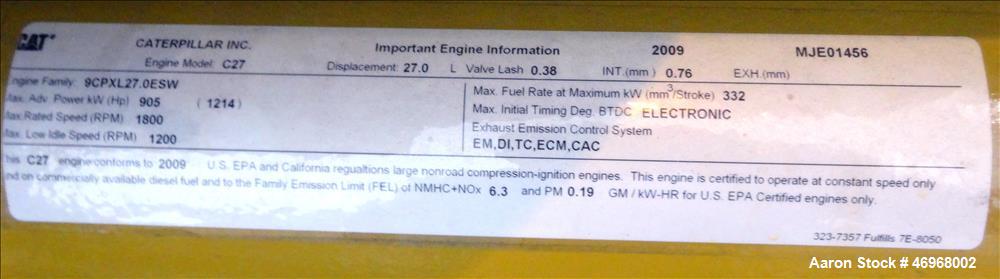 CAT CATERPILLAR INC. Important Engine Information 2009 MJE01456
Engine Model: C27 Displacement: 27.0 L Valve Lash 0.38 INT.(mm) 0.76 EXH.(mm)
Engine Family: 9CPXL27.0ESW
Max. Adv. Power kW (Hp) 905 (1214)
Max.Rated Speed (RPM) 1800
Max. Low Idle Speed (RPM) 1200
Max. Fuel Rate at Maximum kW (mm³/Stroke) 332
Max. Initial Timing Deg. BTDC ELECTRONIC
Exhaust Emission Control System
EM,DI,TC,ECM,CAC
This C27 engine conforms to 2009 U.S. EPA and California regualtions large nonroad compression-ignition engines. This engine is certified to operate at constant speed only
and on commercially available diesel fuel and to the Family Emission Limit (FEL) of NMHC+NOx 6.3 and PM 0.19 GM / kW-HR for U.S. EPA Certified engines only.
323-7357 Fulfills 7E-8050
Aaron Stock # 46968002